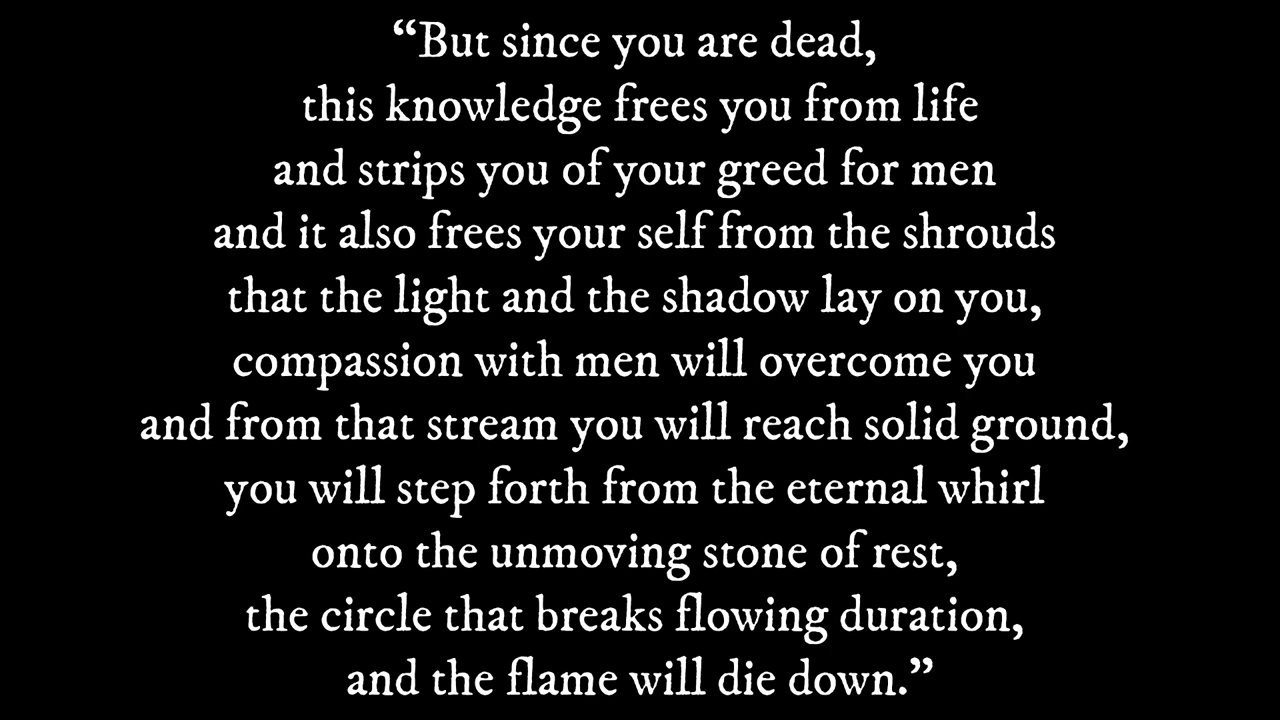 “But since you are dead,
this knowledge frees you from life
and strips you of your greed for men
and it also frees your self from the shrouds
that the light and the shadow lay on you,
compassion with men will overcome you
and from that stream you will reach solid ground,
you will step forth from the eternal whirl
onto the unmoving stone of rest,
the circle that breaks flowing duration,
and the flame will die down.”